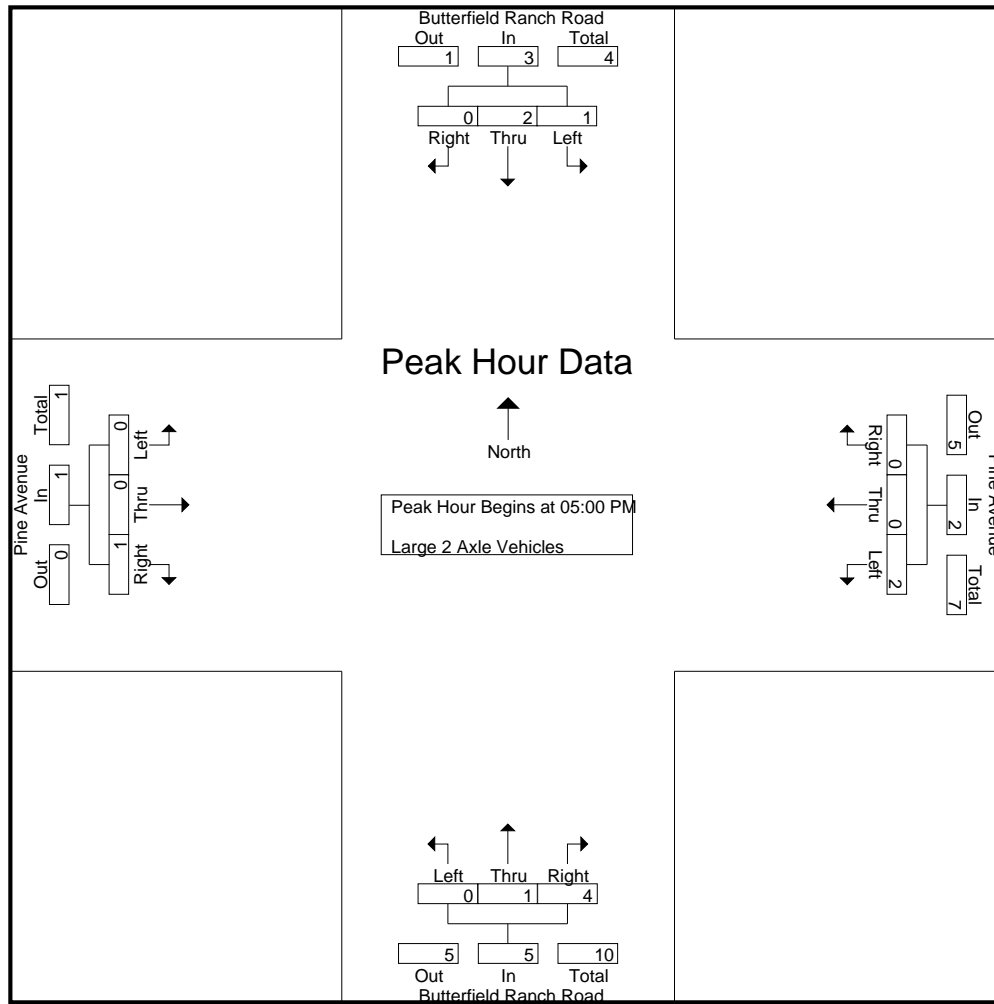 Butterfield Ranch Road
Out In Total
1 3 4
0 2 1
Right Thru Left
Peak Hour Data
North
Peak Hour Begins at 05:00 PM
Large 2 Axle Vehicles
Pine Avenue
Total In Out
1 1 0
0 0 1
Left Thru Right
Right Thru Left
0 0 2
5 2 7
Out In Total
Pine Avenue
Left Thru Right
0 1 4
5 5 10
Out In Total
Butterfield Ranch Road